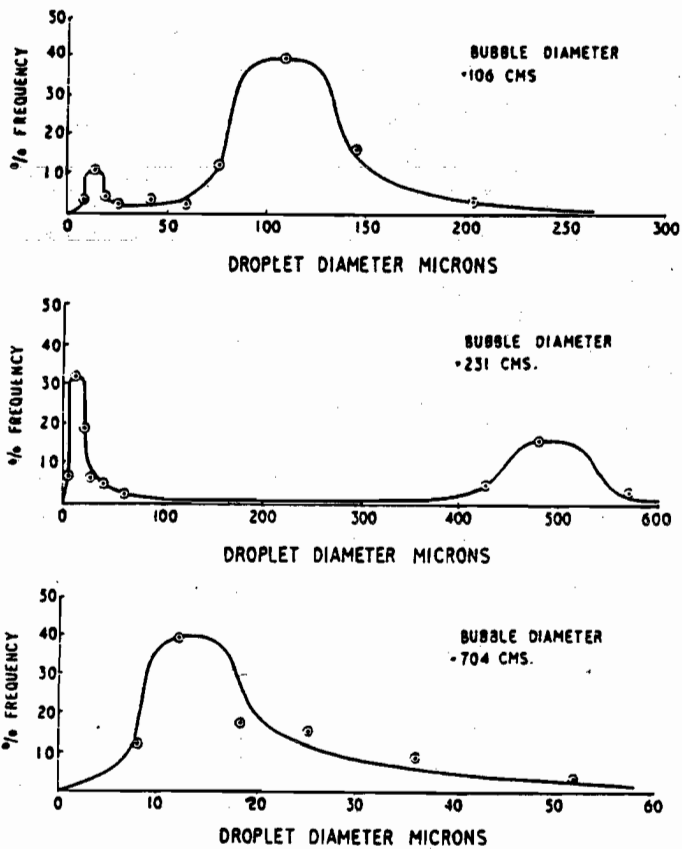 50
40
30
20
10
% FREQUENCY
BUBBLE DIAMETER
·106 CMS
0 50 100 150 200 250 300
DROPLET DIAMETER MICRONS
50
40
30
20
10
% FREQUENCY
BUBBLE DIAMETER
·231 CMS.
0 100 200 300 400 500 600
DROPLET DIAMETER MICRONS
50
40
30
20
10
% FREQUENCY
BUBBLE DIAMETER
·704 CMS.
0 10 20 30 40 50 60
DROPLET DIAMETER MICRONS